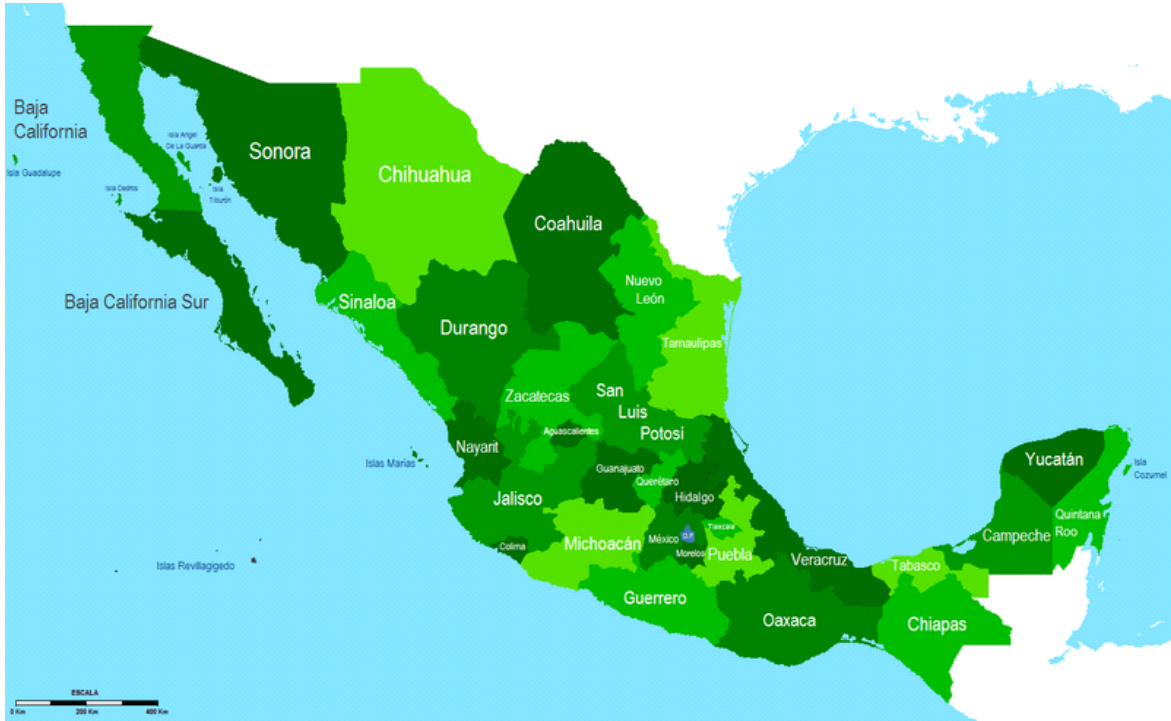 Baja
California
Isla Guadalupe
Isla Angel
De La Guarda
Isla Cedros
Isla
Tiburón
Sonora
Chihuahua
Coahuila
Baja California Sur
Sinaloa
Nuevo
León
Durango
Tamaulipas
Zacatecas
San
Luis
Potosí
Aguascalientes
Nayarit
Islas Marías
Guanajuato
Querétaro
Hidalgo
Jalisco
Yucatán
Isla
Cozumel
Quintana
Roo
Campeche
Colima
Michoacán
México
D.F
Tlaxcala
Morelos
Puebla
Veracruz
Tabasco
Islas Revillagigedo
Guerrero
Oaxaca
Chiapas
ESCALA
0 Km 200 Km 400 Km